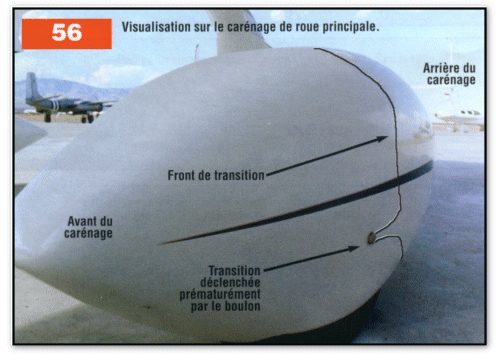 56
Visualisation sur le carénage de roue principale.
Arrière du
carénage
Front de transition
Avant du
carénage
Transition
déclenchée
prématurément
par le boulon